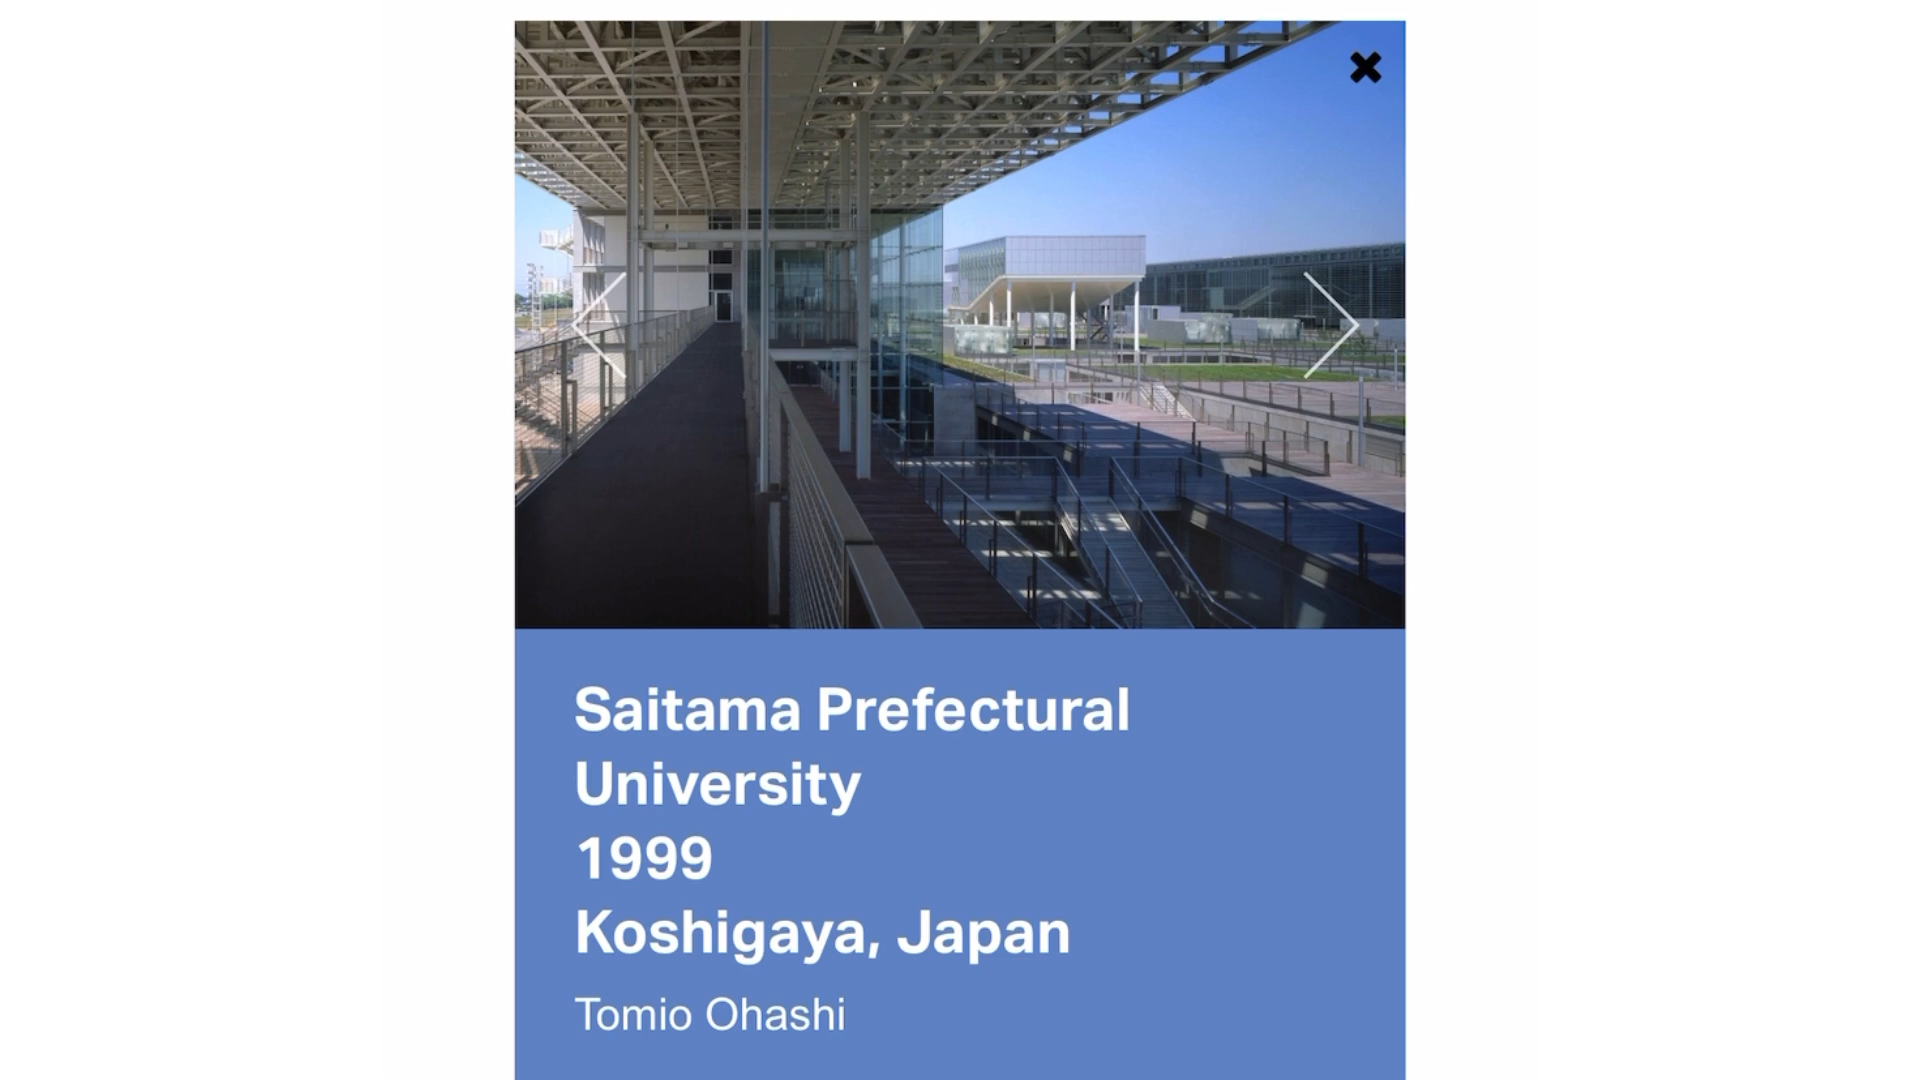 Saitama Prefectural
University
1999
Koshigaya, Japan
Tomio Ohashi